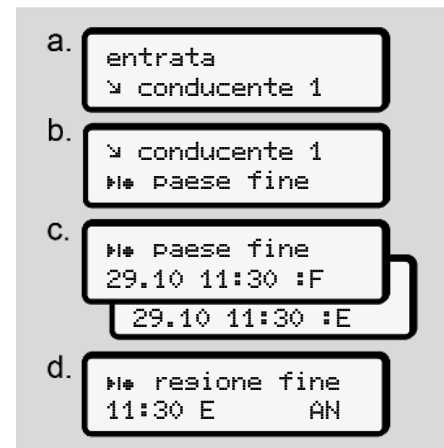 a.
entrata
↘ conducente 1
b.
↘ conducente 1
paese fine
c.
paese fine
29.10 11:30 :F
29.10 11:30 :E
d.
regione fine
11:30 E AN